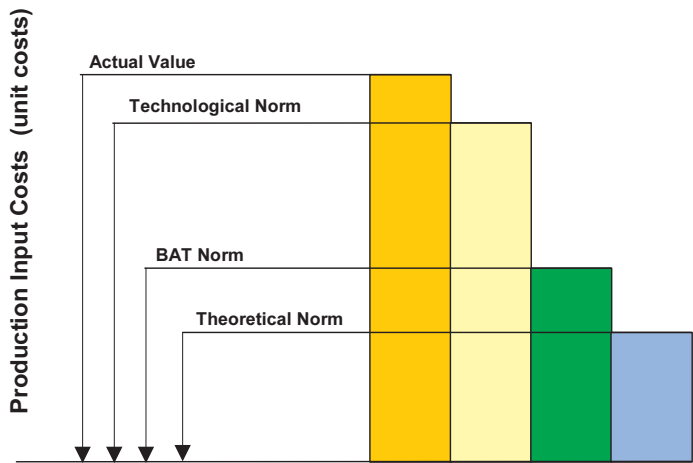 Production Input Costs (unit costs)
Actual Value
Technological Norm
BAT Norm
Theoretical Norm